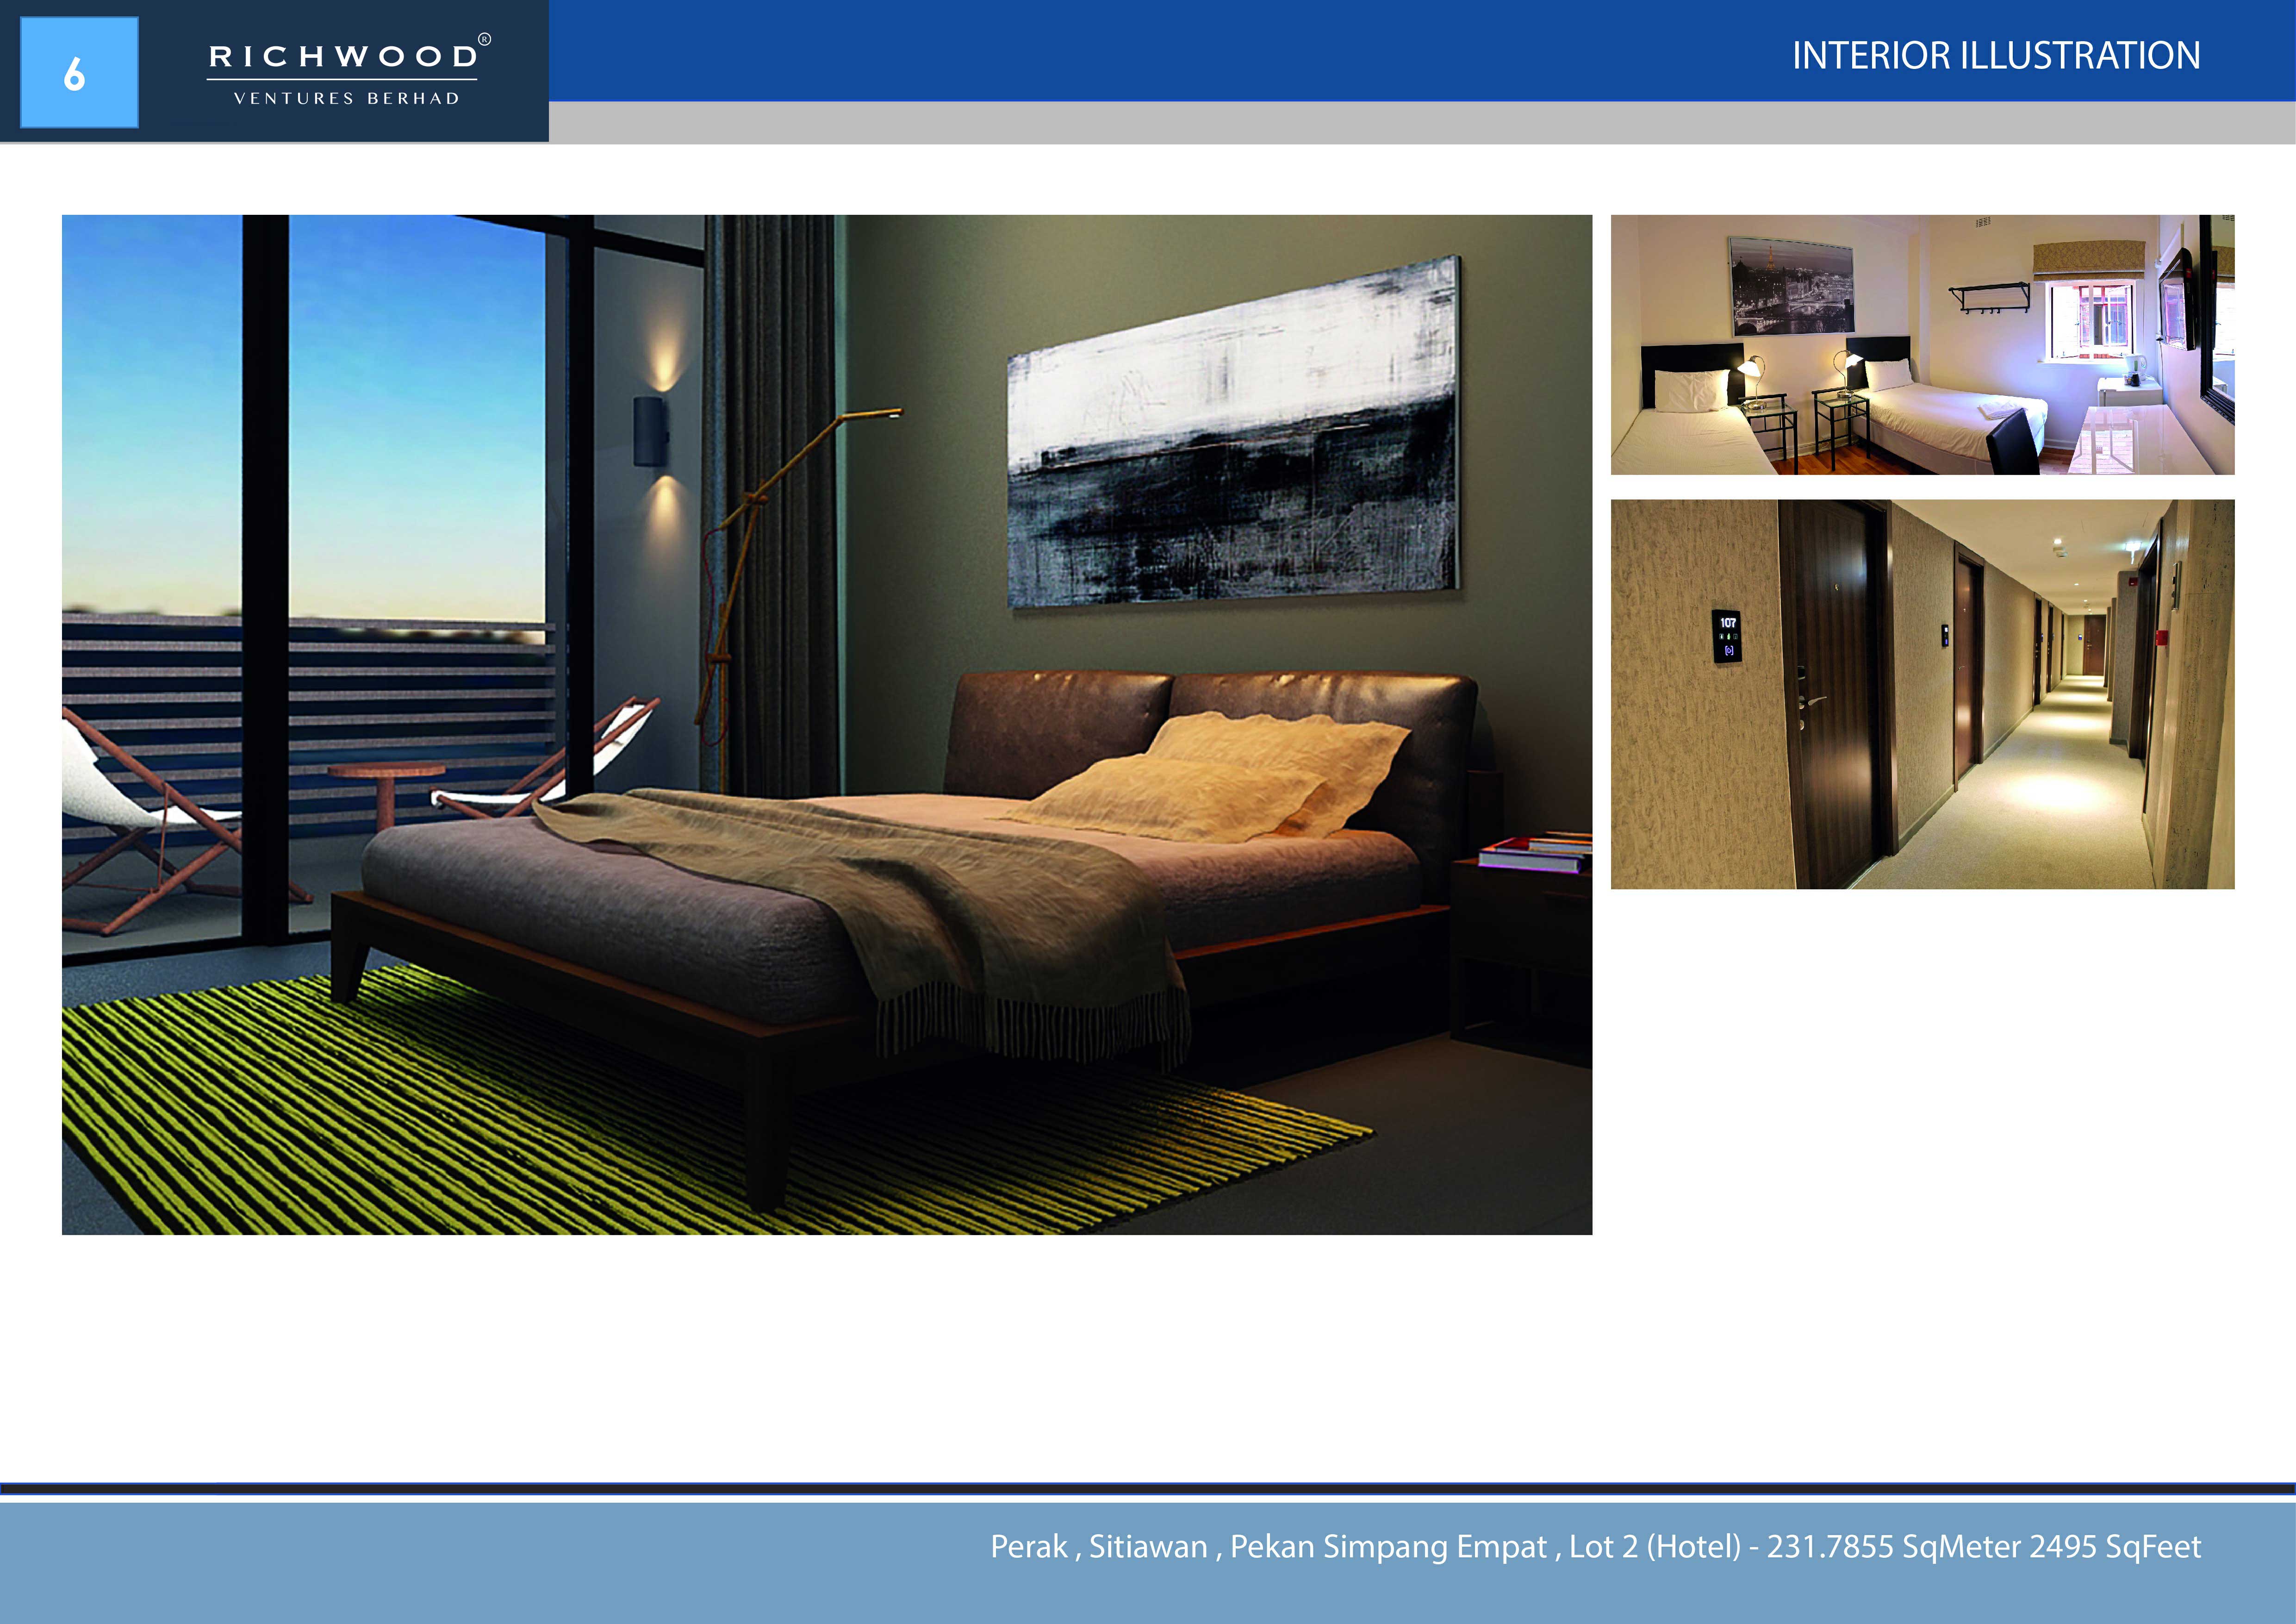 6
RICHWOOD®
VENTURES BERHAD
INTERIOR ILLUSTRATION
107
Perak , Sitiawan , Pekan Simpang Empat , Lot 2 (Hotel) - 231.7855 SqMeter 2495 SqFeet